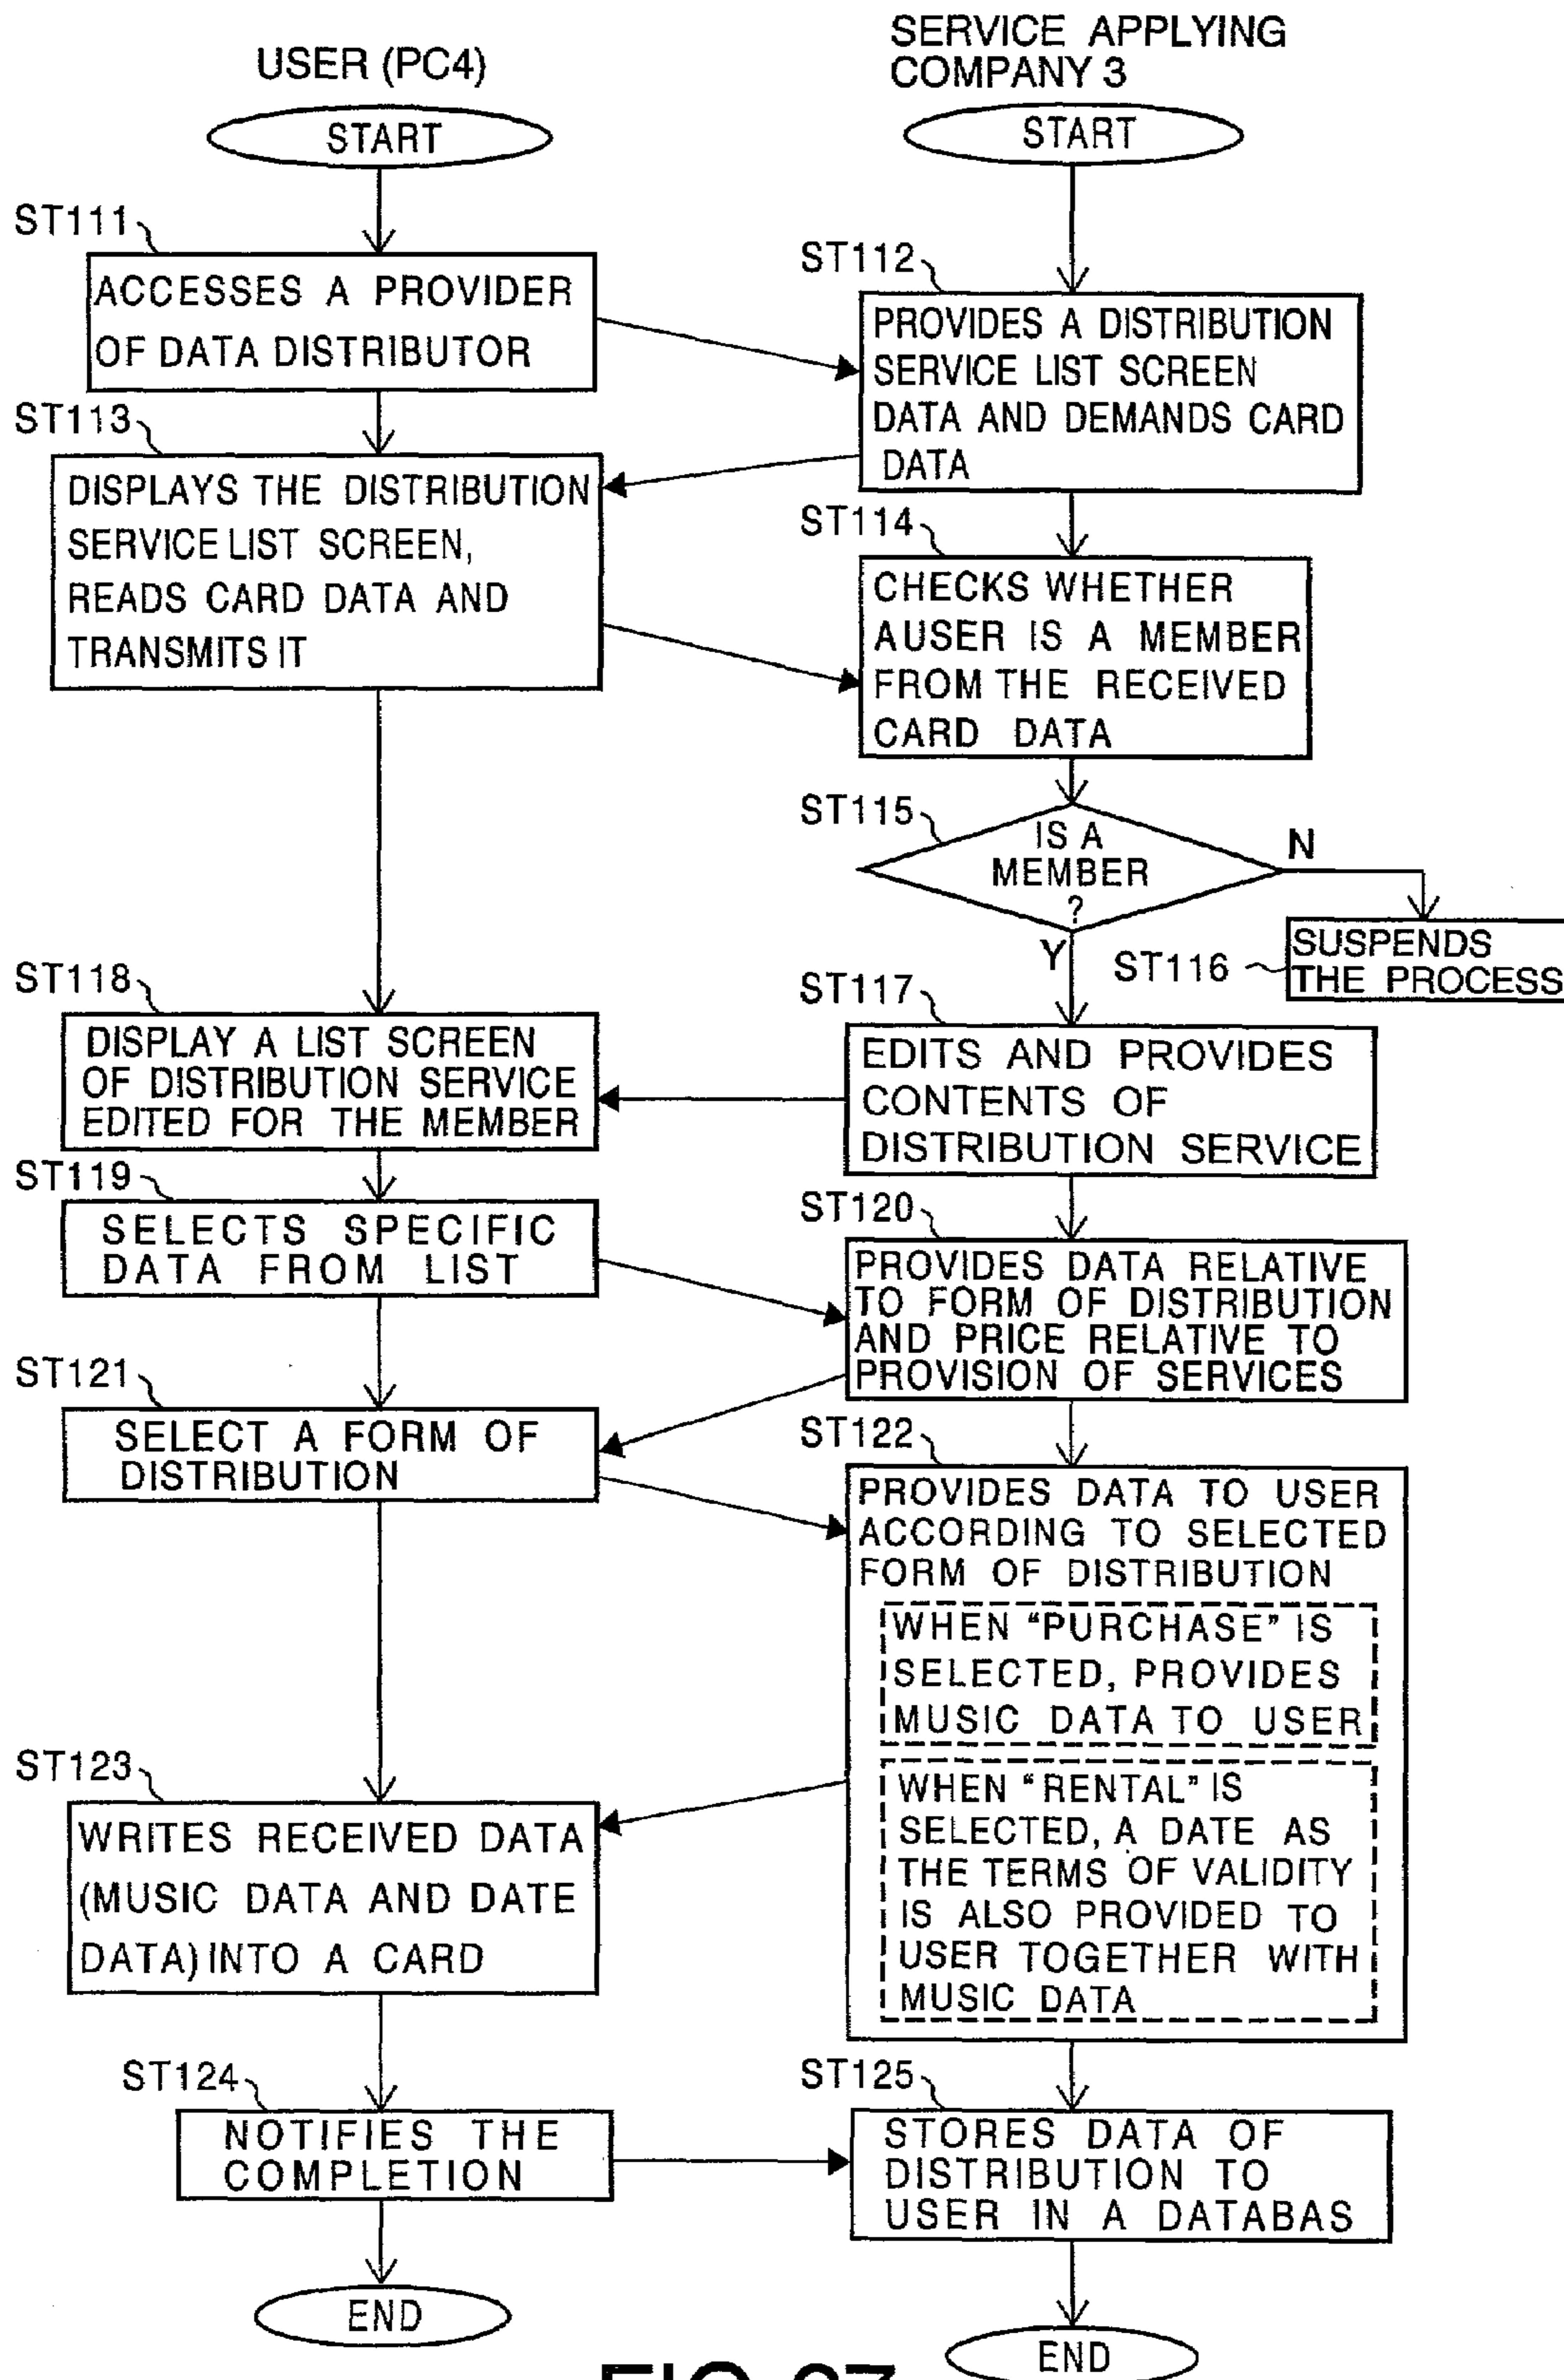 USER (PC4)
SERVICE APPLYING
COMPANY 3
START
START
ST111
ACCESSES A PROVIDER
OF DATA DISTRIBUTOR
ST112
PROVIDES A DISTRIBUTION
SERVICE LIST SCREEN
DATA AND DEMANDS CARD
DATA
ST113
DISPLAYS THE DISTRIBUTION
SERVICE LIST SCREEN,
READS CARD DATA AND
TRANSMITS IT
ST114
CHECKS WHETHER
AUSER IS A MEMBER
FROM THE RECEIVED
CARD DATA
ST115
IS A
MEMBER
?
N
Y
ST116
SUSPENDS
THE PROCESS
ST118
DISPLAY A LIST SCREEN
OF DISTRIBUTION SERVICE
EDITED FOR THE MEMBER
ST117
EDITS AND PROVIDES
CONTENTS OF
DISTRIBUTION SERVICE
ST119
SELECTS SPECIFIC
DATA FROM LIST
ST120
PROVIDES DATA RELATIVE
TO FORM OF DISTRIBUTION
AND PRICE RELATIVE TO
PROVISION OF SERVICES
ST121
SELECT A FORM OF
DISTRIBUTION
ST122
PROVIDES DATA TO USER
ACCORDING TO SELECTED
FORM OF DISTRIBUTION
WHEN “PURCHASE” IS
SELECTED, PROVIDES
MUSIC DATA TO USER
WHEN “RENTAL” IS
SELECTED, A DATE AS
THE TERMS OF VALIDITY
IS ALSO PROVIDED TO
USER TOGETHER WITH
MUSIC DATA
ST123
WRITES RECEIVED DATA
(MUSIC DATA AND DATE
DATA) INTO A CARD
ST124
NOTIFIES THE
COMPLETION
ST125
STORES DATA OF
DISTRIBUTION TO
USER IN A DATABAS
END
END